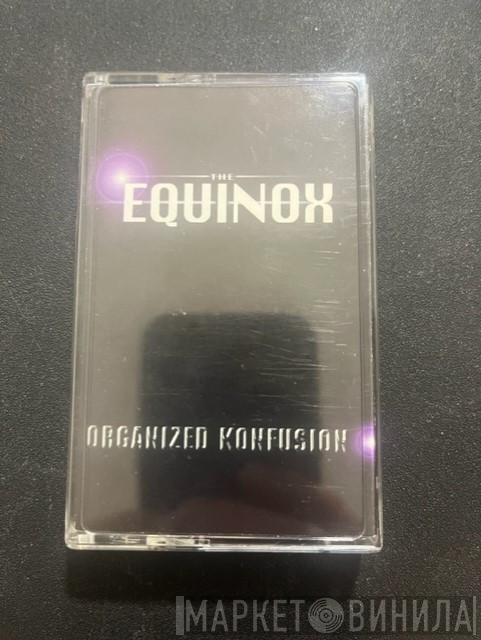 THE
EQUINOX
ORGANIZED KONFUSION
МАРКЕТ ВИНИЛА